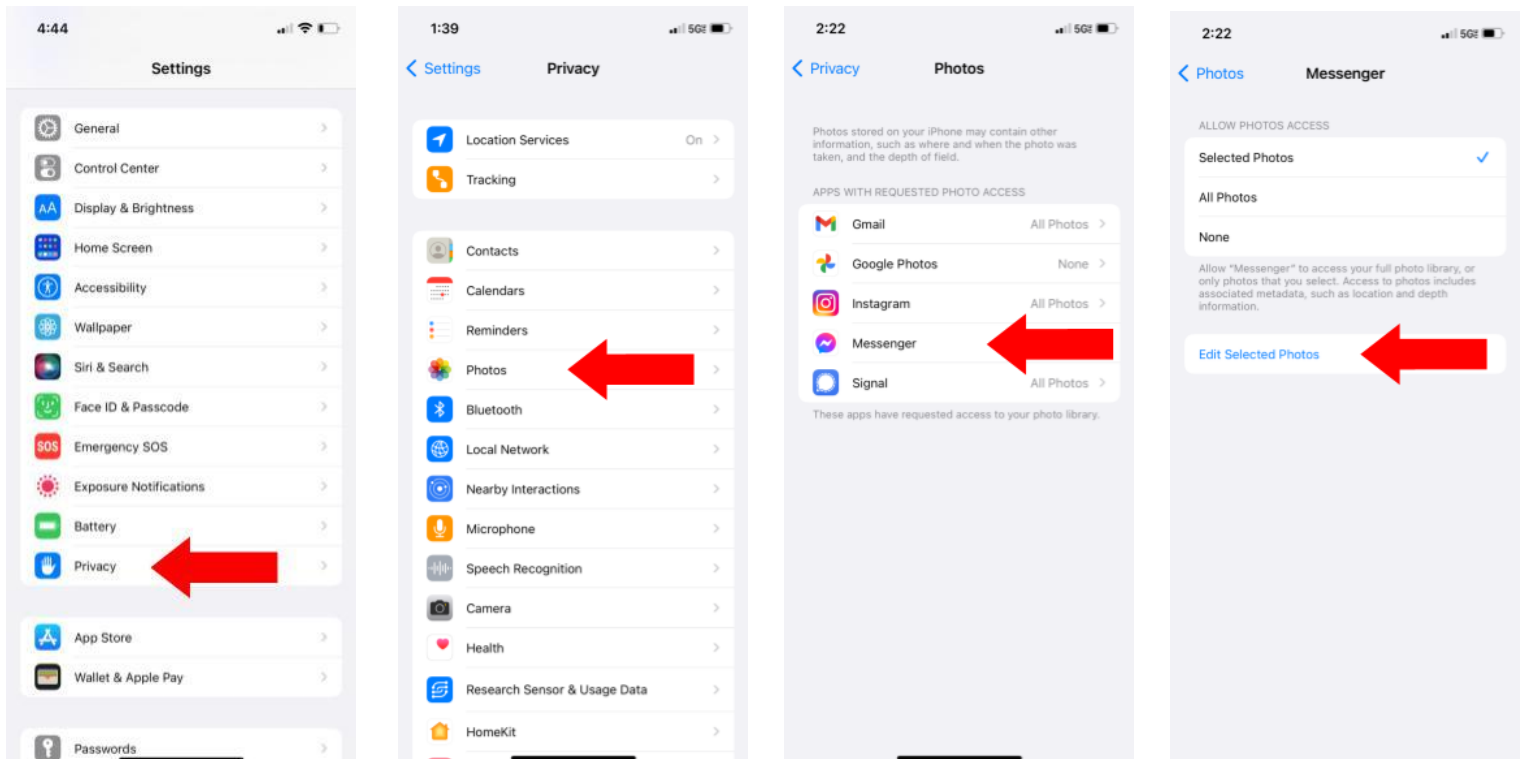 4:44
Settings
General
Control Center
AA
Display & Brightness
Home Screen
Accessibility
Wallpaper
Siri & Search
Face ID & Passcode
SOS
Emergency SOS
Exposure Notifications
Battery
Privacy
App Store
Wallet & Apple Pay
Passwords
1:39
5G
Settings
Privacy
Location Services
On
Tracking
Contacts
Calendars
Reminders
Photos
Bluetooth
Local Network
Nearby Interactions
Microphone
Speech Recognition
Camera
Health
Research Sensor & Usage Data
HomeKit
2:22
5G
Privacy
Photos
Photos stored on your iPhone may contain other
information, such as where and when the photo was
taken, and the depth of field.
APPS WITH REQUESTED PHOTO ACCESS
Gmail
All Photos
Google Photos
None
Instagram
All Photos
Messenger
Signal
All Photos
These apps have requested access to your photo library.
2:22
5G
Photos
Messenger
ALLOW PHOTOS ACCESS
Selected Photos
All Photos
None
Allow "Messenger" to access your full photo library, or
only photos that you select. Access to photos includes
associated metadata, such as location and depth
information.
Edit Selected Photos